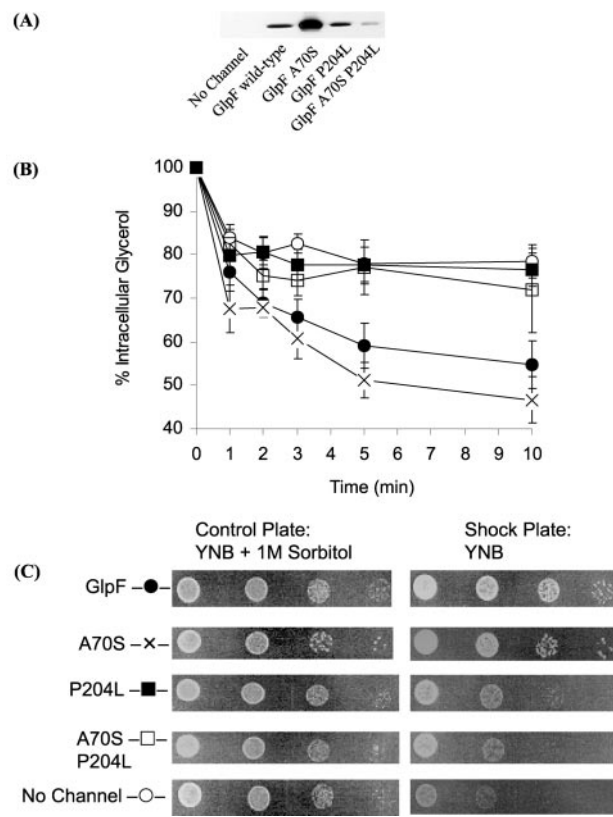 (A)
No Channel
GlpF wild-type
GlpF A70S
GlpF P204L
GlpF A70S P204L
(B)
% Intracellular Glycerol
100
90
80
70
60
50
40
0 1 2 3 4 5 6 7 8 9 10
Time (min)
Control Plate:
YNB + 1M Sorbitol
Shock Plate:
YNB
(C)
GlpF
A70S
P204L
A70S
P204L
No Channel